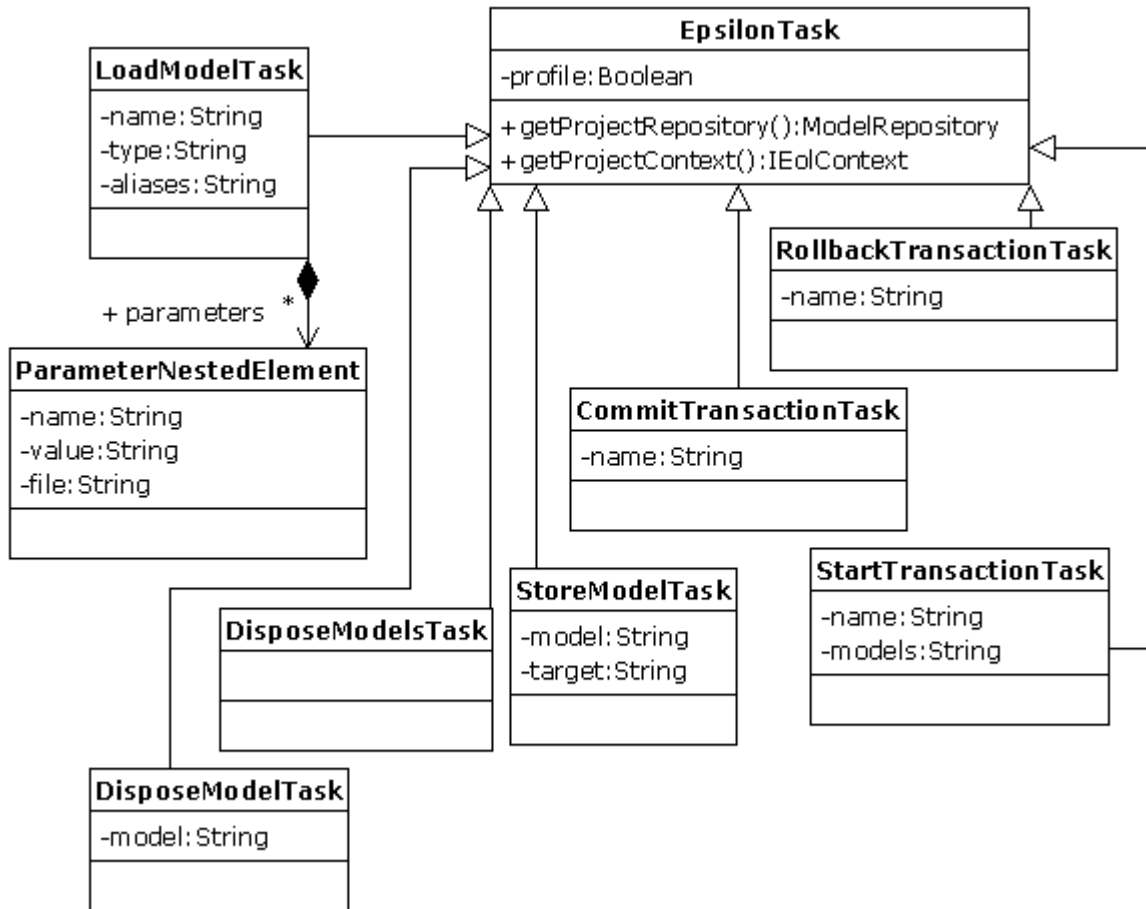 EpsilonTask
-profile:Boolean
+getProjectRepository():ModelRepository
+getProjectContext():IEolContext
LoadModelTask
-name:String
-type:String
-aliases:String
+ parameters
*
ParameterNestedElement
-name:String
-value:String
-file:String
RollbackTransactionTask
-name:String
CommitTransactionTask
-name:String
StartTransactionTask
-name:String
-models:String
StoreModelTask
-model:String
-target:String
DisposeModelsTask
DisposeModelTask
-model:String